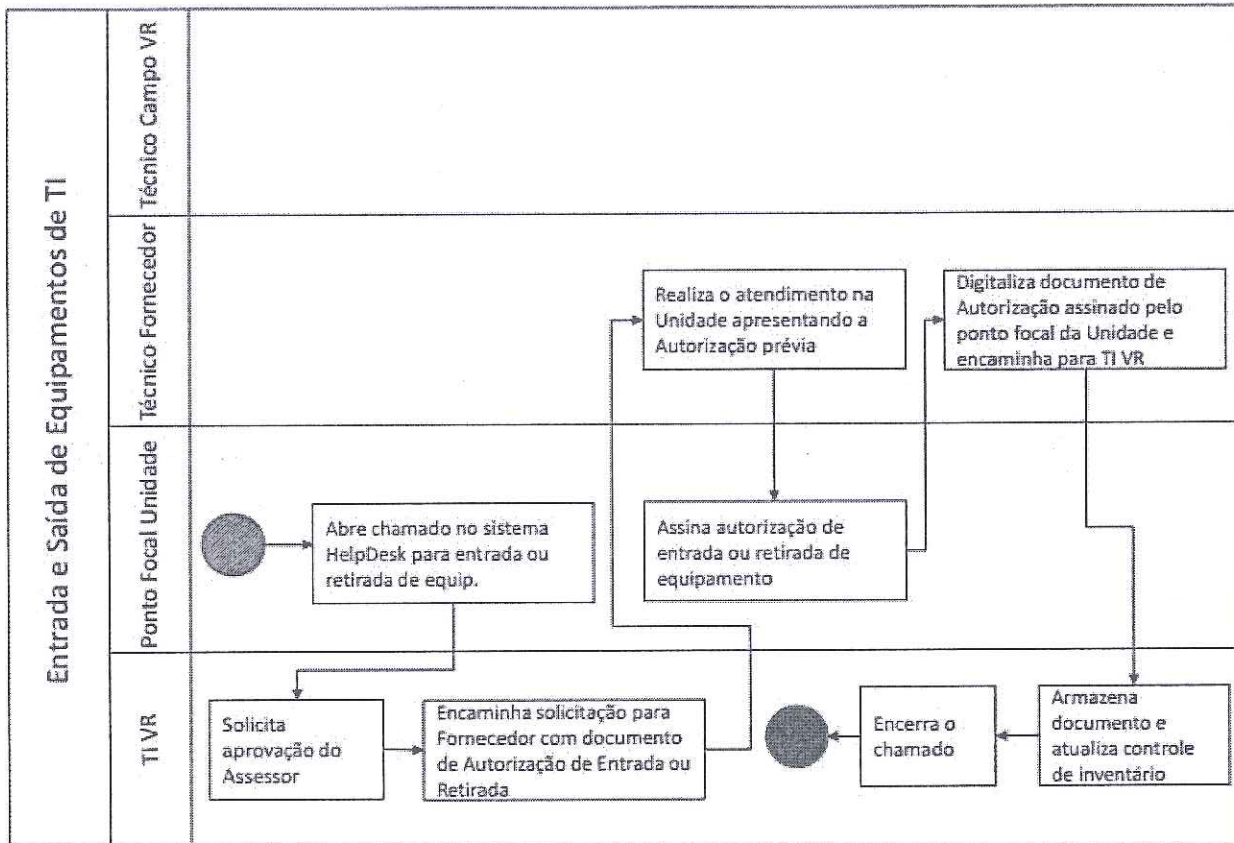 Entrada e Saída de Equipamentos de TI
Técnico Campo VR
Técnico Fornecedor
Realiza o atendimento na
Unidade apresentando a
Autorização prévia
Digitaliza documento de
Autorização assinado pelo
ponto focal da Unidade e
encaminha para TI VR
Ponto Focal Unidade
Abre chamado no sistema
HelpDesk para entrada ou
retirada de equip.
Assina autorização de
entrada ou retirada de
equipamento
TI VR
Solicita
aprovação do
Assessor
Encaminha solicitação para
Fornecedor com documento
de Autorização de Entrada ou
Retirada
Encerra o
chamado
Armazena
documento e
atualiza controle
de inventário